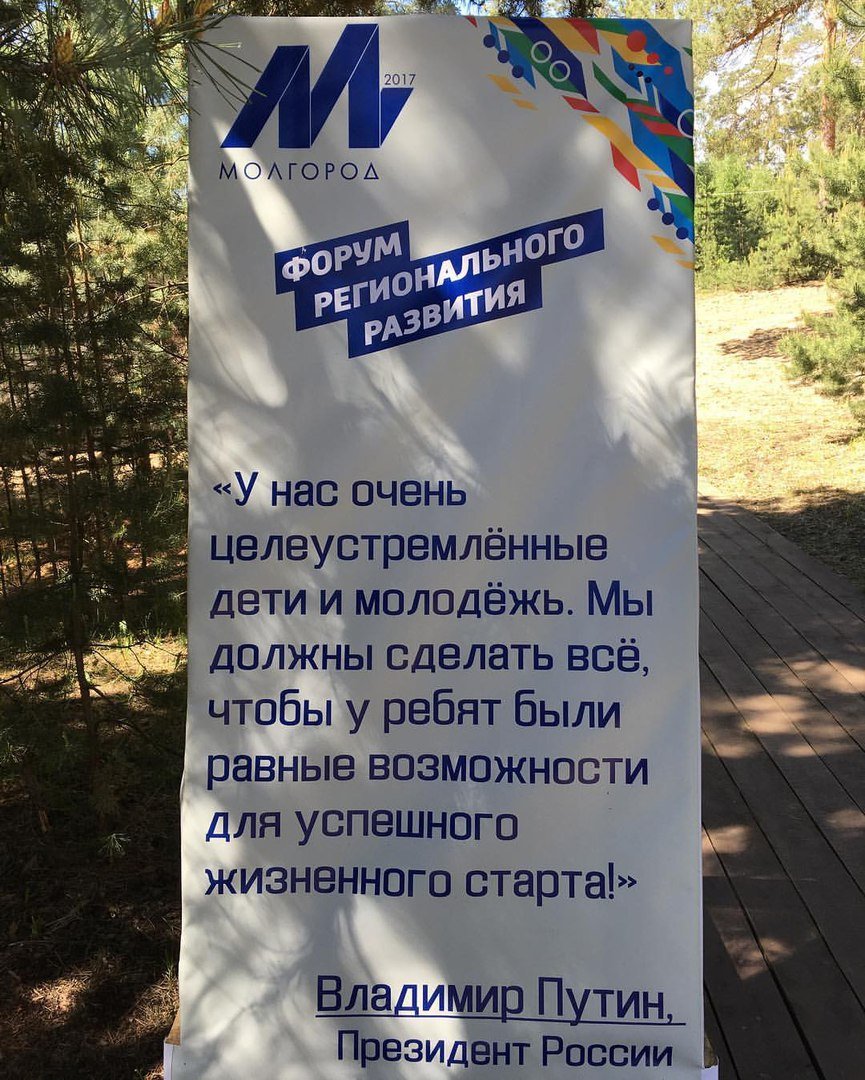 2017
МОЛГОРОД
ФОРУМ
РЕГИОНАЛЬНОГО
РАЗВИТИЯ
«У нас очень
целеустремлённые
дети и молодёжь. Мы
должны сделать всё,
чтобы у ребят были
равные возможности
для успешного
жизненного старта!»
Владимир Путин,
Президент России